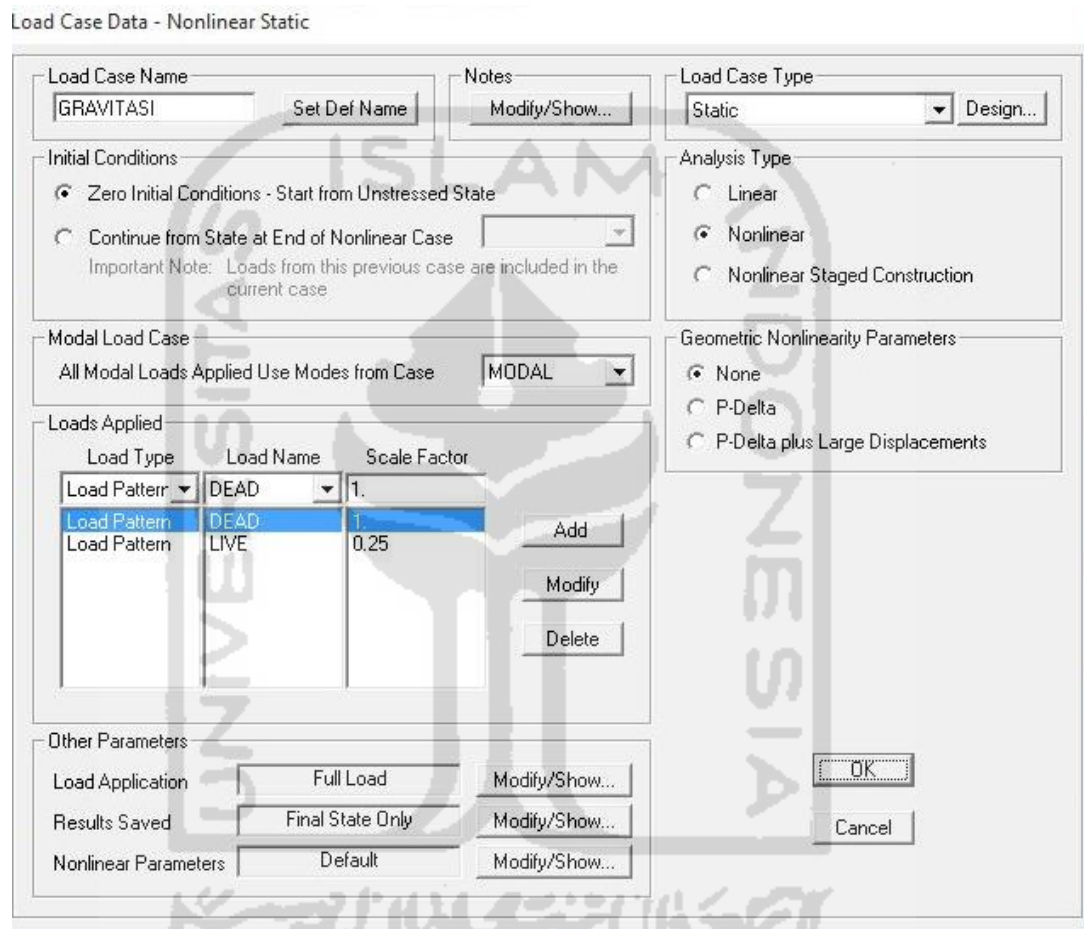 Load Case Data - Nonlinear Static
Load Case Name
GRAVITASI
Set Def Name
Notes
Modify/Show...
Load Case Type
Static
Design...
Initial Conditions
Zero Initial Conditions - Start from Unstressed State
Continue from State at End of Nonlinear Case
Important Note: Loads from this previous case are included in the
current case
Analysis Type
Linear
Nonlinear
Nonlinear Staged Construction
Modal Load Case
All Modal Loads Applied Use Modes from Case
MODAL
Geometric Nonlinearity Parameters
None
P-Delta
P-Delta plus Large Displacements
Loads Applied
Load Type Load Name Scale Factor
Load Pattern DEAD 1.
Load Pattern DEAD 1.
Load Pattern LIVE 0.25
Add
Modify
Delete
Other Parameters
Load Application Full Load Modify/Show...
Results Saved Final State Only Modify/Show...
Nonlinear Parameters Default Modify/Show...
OK
Cancel
UNIVERSITAS
ISLAM
INDONESIA